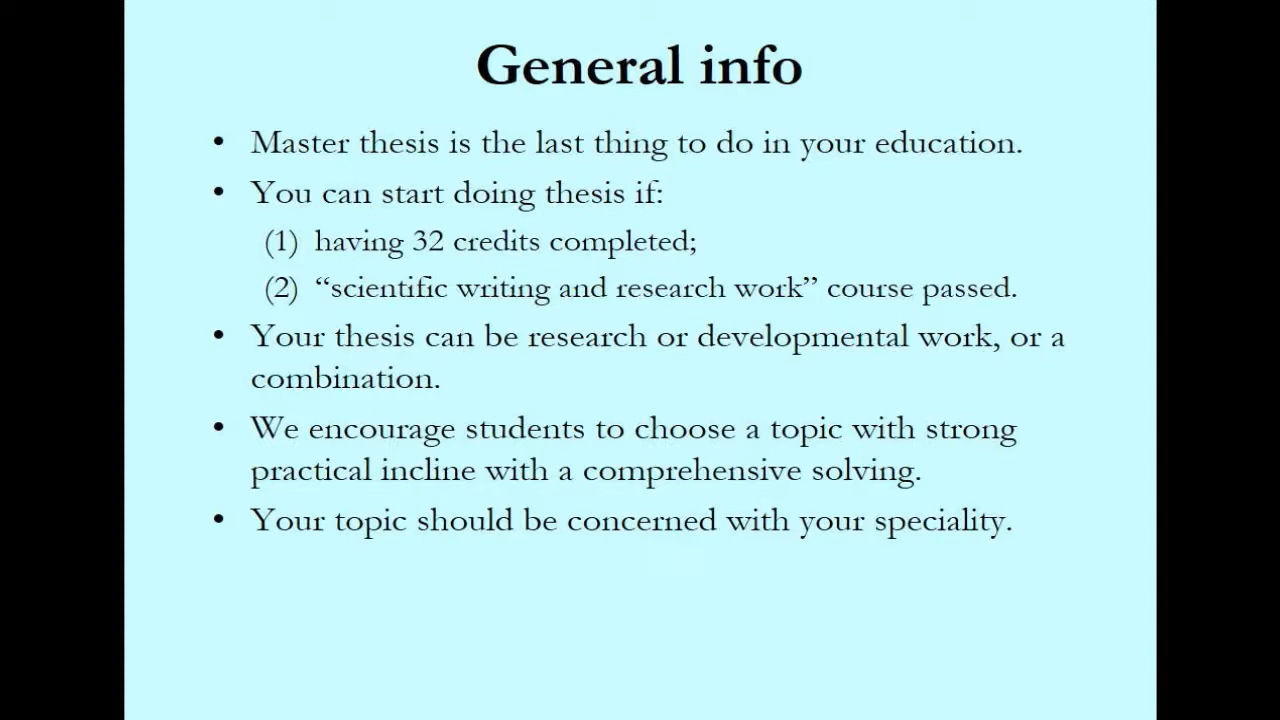 General info
• Master thesis is the last thing to do in your education.
• You can start doing thesis if:
(1) having 32 credits completed;
(2) “scientific writing and research work” course passed.
• Your thesis can be research or developmental work, or a
combination.
• We encourage students to choose a topic with strong
practical incline with a comprehensive solving.
• Your topic should be concerned with your speciality.